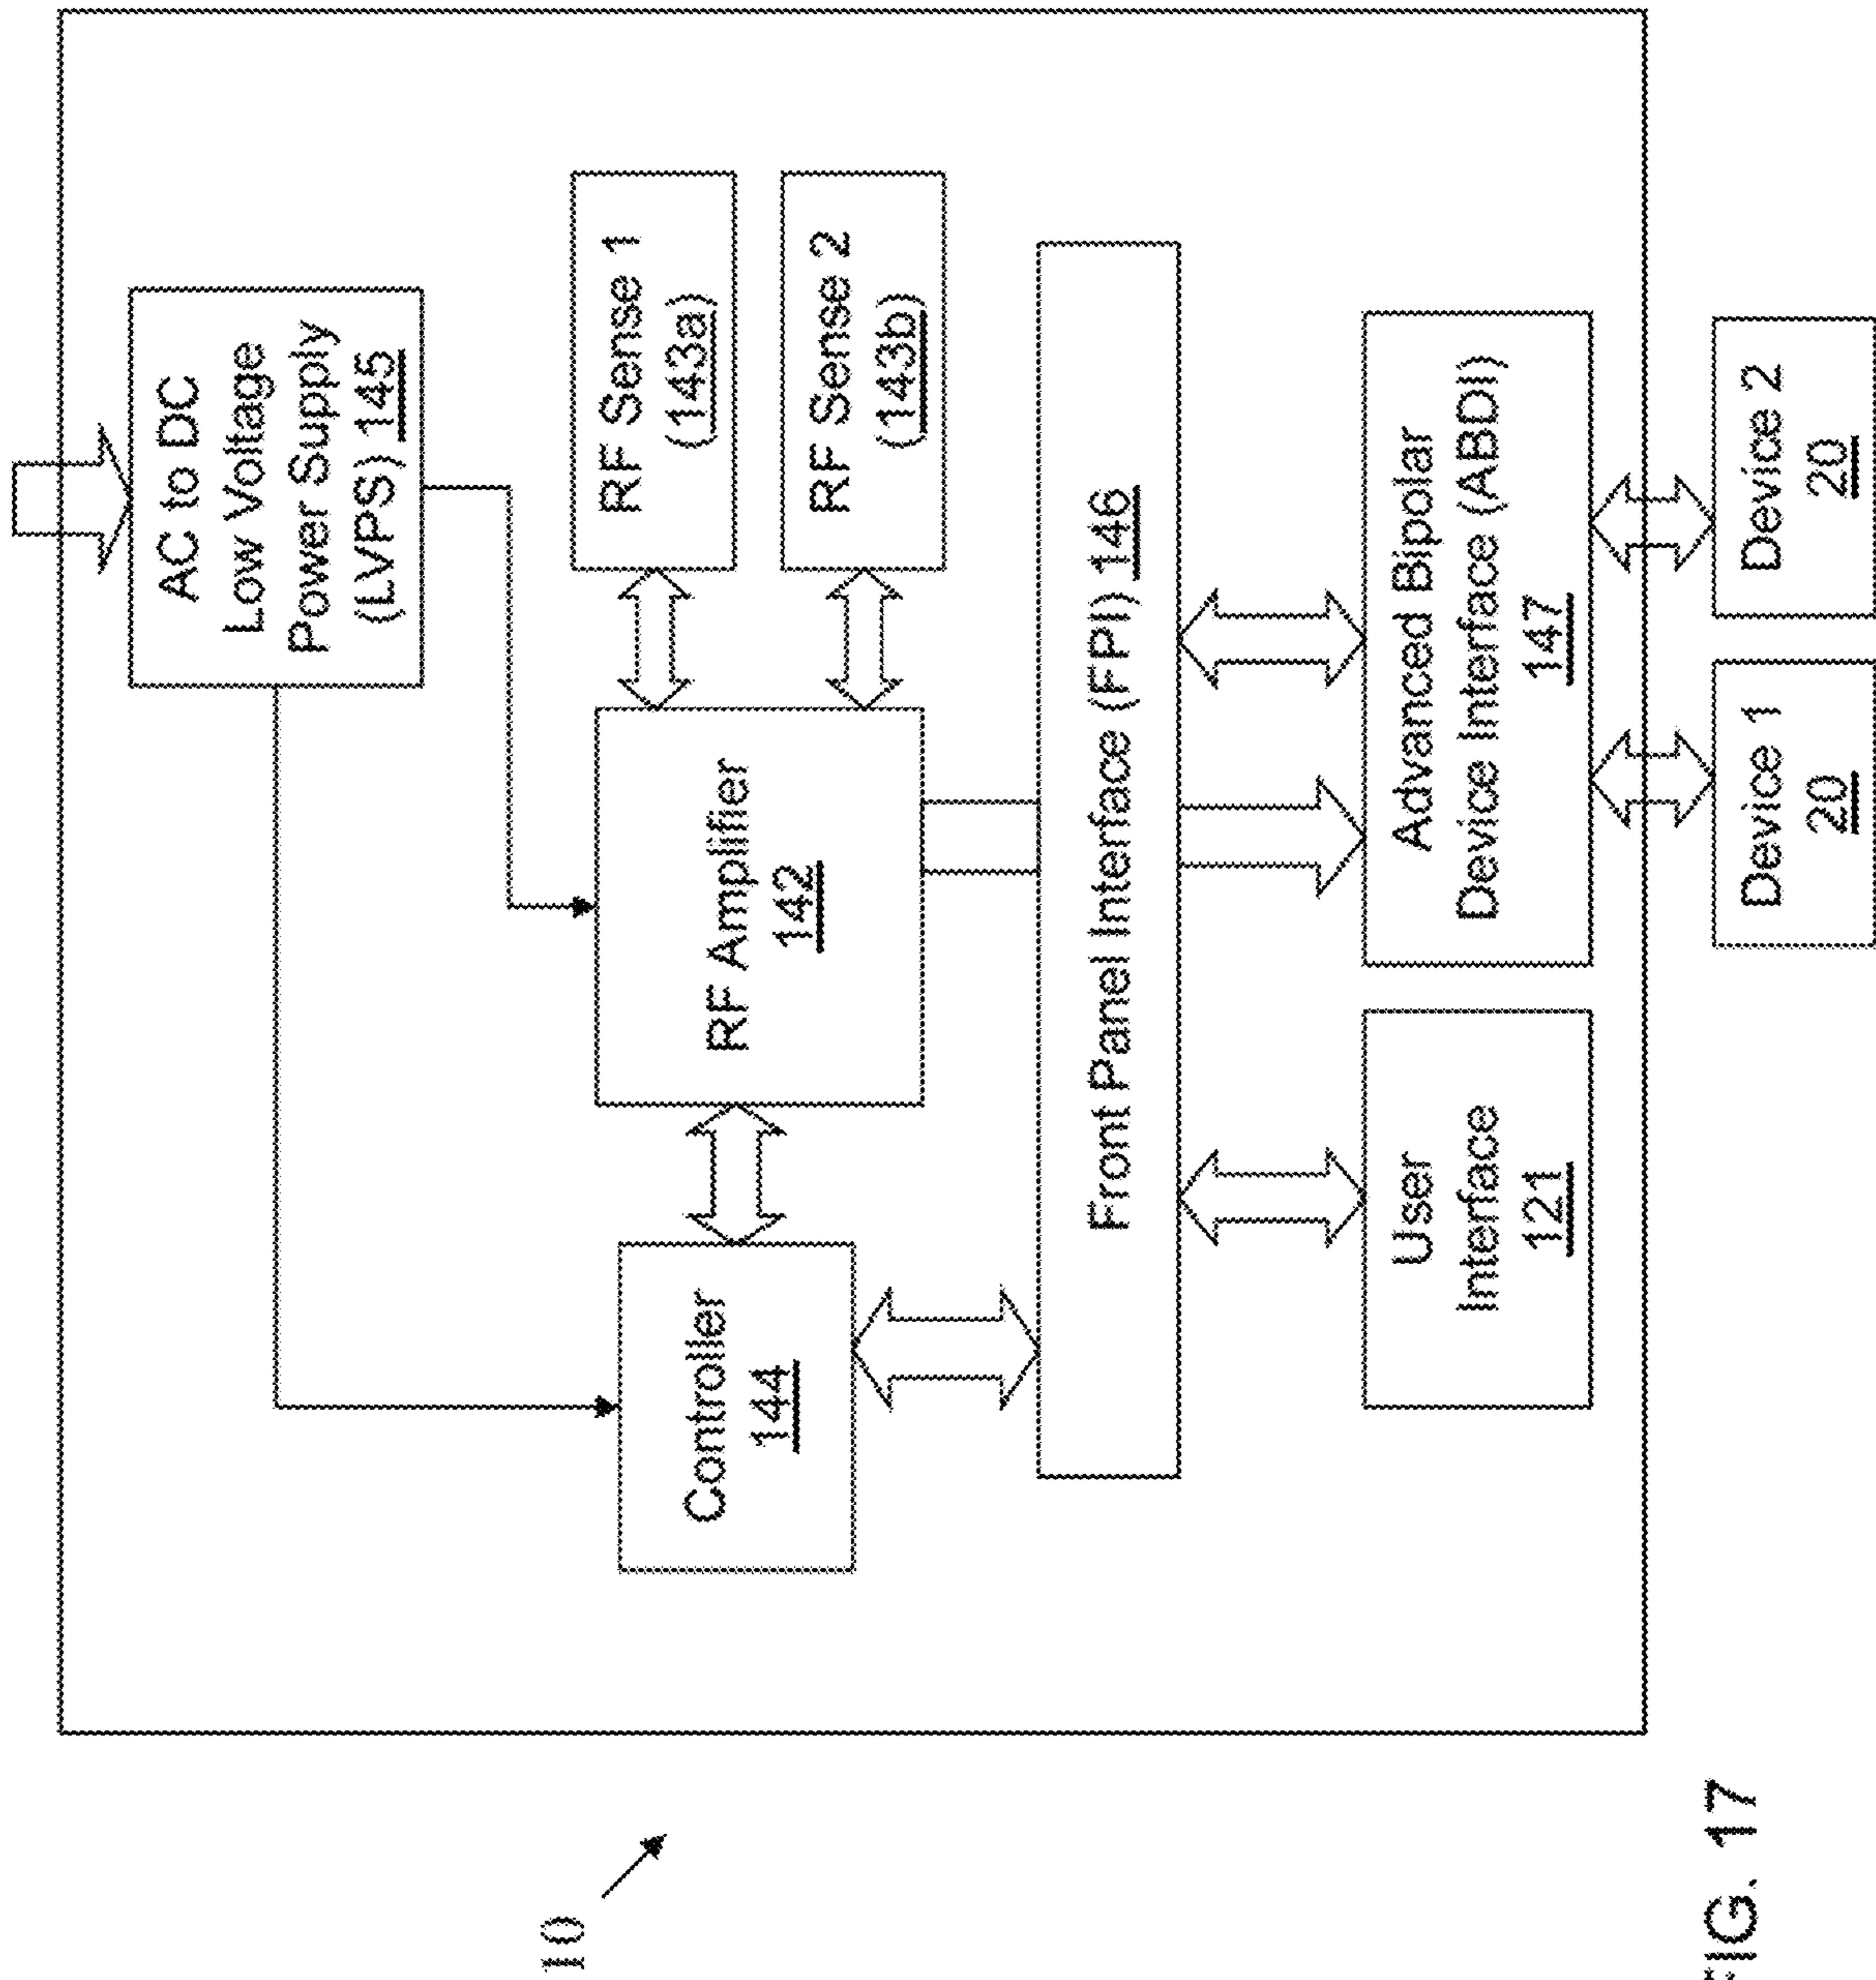 AC to DC
Low Voltage
Power Supply
(LVPS) 145
RF Sense 1
(143a)
RF Sense 2
(143b)
RF Amplifier
142
Controller
144
Front Panel Interface (FPI) 146
User
Interface
121
Advanced Bipolar
Device Interface (ABDI)
147
Device 1
20
Device 2
20
10
FIG. 17